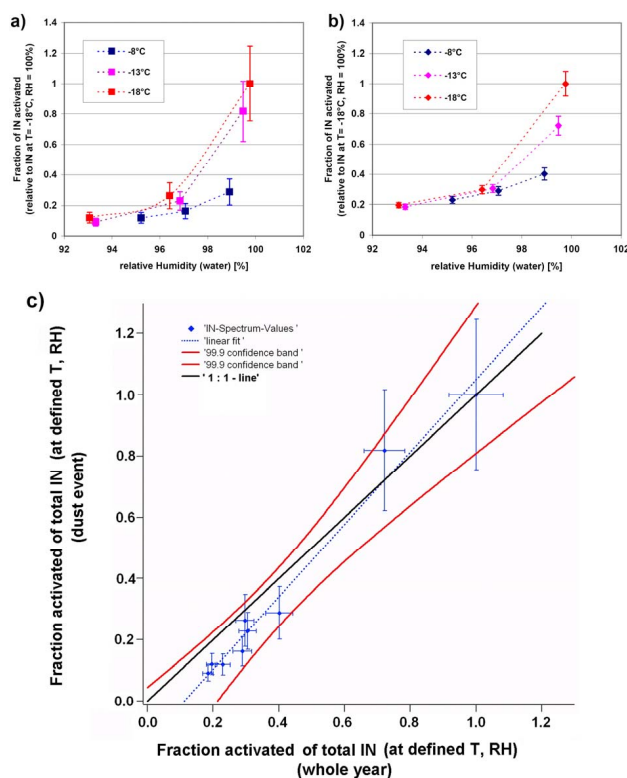 a)
Fraction of IN activated
(relative to IN at T= -18°C, RH = 100%)
1.4
1.2
1
0.8
0.6
0.4
0.2
0
-8°C
-13°C
-18°C
92 94 96 98 100 102
relative Humidity (water) [%]
b)
Fraction of IN activated
(relative to IN at T= -18°C, RH = 100%)
1.4
1.2
1
0.8
0.6
0.4
0.2
0
-8°C
-13°C
-18°C
92 94 96 98 100 102
relative Humidity (water) [%]
c)
Fraction activated of total IN (at defined T, RH)
(dust event)
1.2
1.0
0.8
0.6
0.4
0.2
0.0
'IN-Spectrum-Values '
'linear fit '
'99.9 confidence band '
'99.9 confidence band '
' 1 : 1 - line'
0.0 0.2 0.4 0.6 0.8 1.0 1.2
Fraction activated of total IN (at defined T, RH)
(whole year)